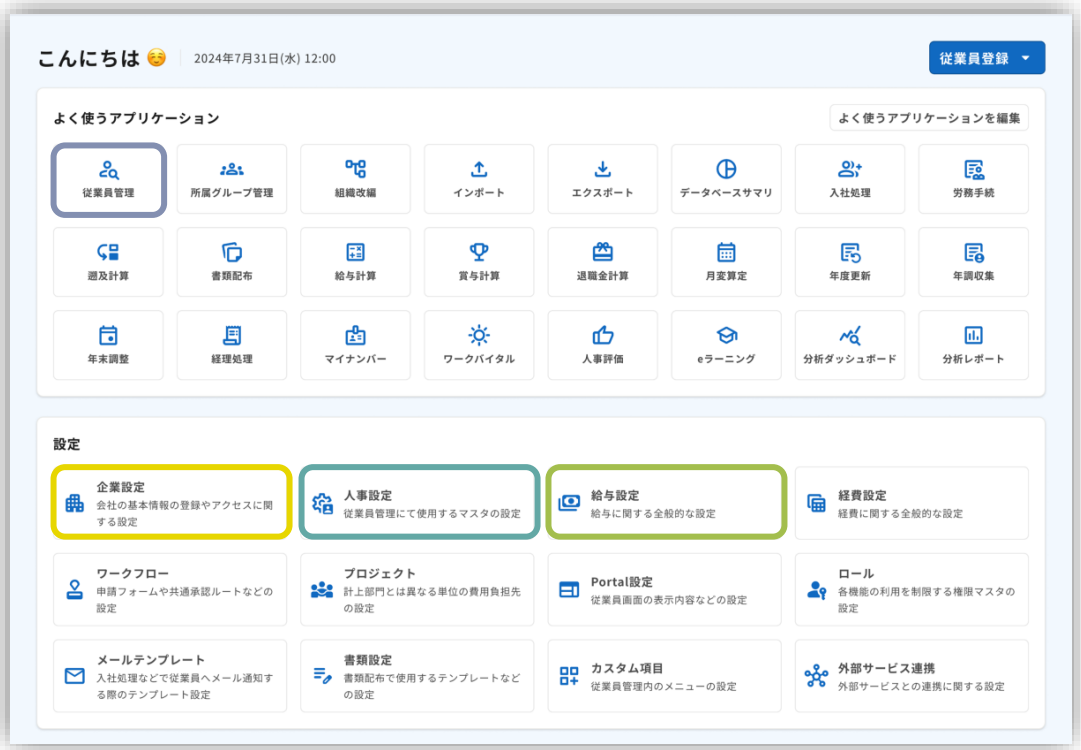 こんにちは ☺️ 2024年7月31日(水) 12:00 従業員登録
よく使うアプリケーション よく使うアプリケーションを編集
従業員管理 所属グループ管理 組織改編 インポート エクスポート データベースサマリ 入社処理 労務手続
遡及計算 書類配布 給与計算 賞与計算 退職金計算 月変算定 年度更新 年調収集
年末調整 経理処理 マイナンバー ワークバイタル 人事評価 eラーニング 分析ダッシュボード 分析レポート
設定
企業設定
会社の基本情報の登録やアクセスに関
する設定
人事設定
従業員管理にて使用するマスタの設定
給与設定
給与に関する全般的な設定
経費設定
経費に関する全般的な設定
ワークフロー
申請フォームや共通承認ルートなどの
設定
プロジェクト
計上部門とは異なる単位の費用負担先
の設定
Portal設定
従業員画面の表示内容などの設定
ロール
各機能の利用を制限する権限マスタの
設定
メールテンプレート
入社処理などで従業員へメール通知す
る際のテンプレート設定
書類設定
書類配布で使用するテンプレートなど
の設定
カスタム項目
従業員管理内のメニューの設定
外部サービス連携
外部サービスとの連携に関する設定